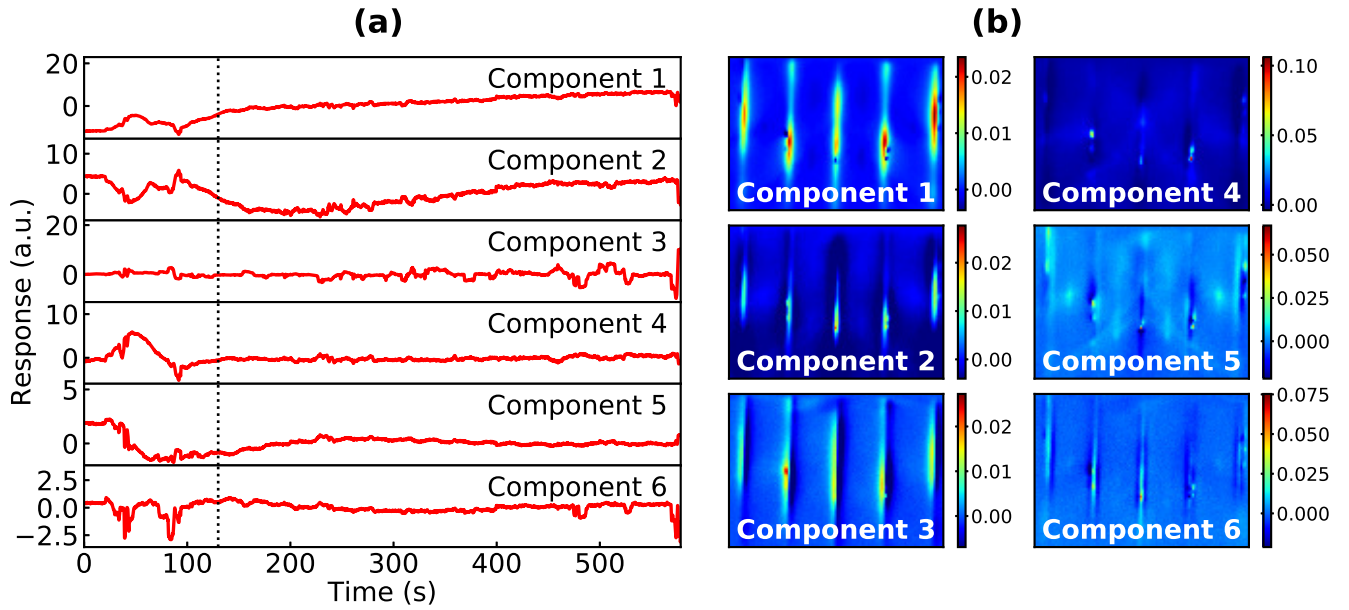 (a)
20
0
Component 1
10
0
Component 2
20
0
Component 3
10
0
Component 4
5
0
Component 5
2.5
0.0
−2.5
Component 6
Response (a.u.)
0 100 200 300 400 500
Time (s)
(b)
Component 1
0.02
0.01
0.00
Component 4
0.10
0.05
0.00
Component 2
0.02
0.01
0.00
Component 5
0.050
0.025
0.000
Component 3
0.02
0.01
0.00
Component 6
0.075
0.050
0.025
0.000